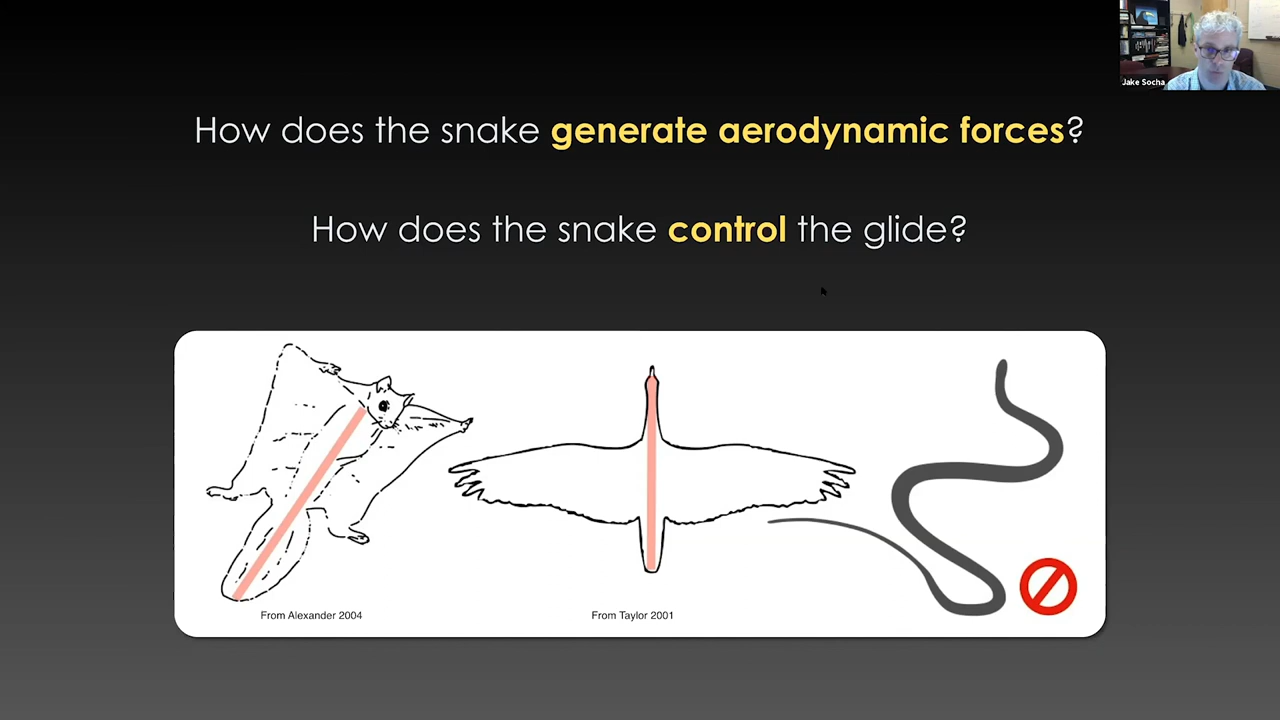 Jake Socha
How does the snake generate aerodynamic forces?
How does the snake control the glide?
From Alexander 2004
From Taylor 2001